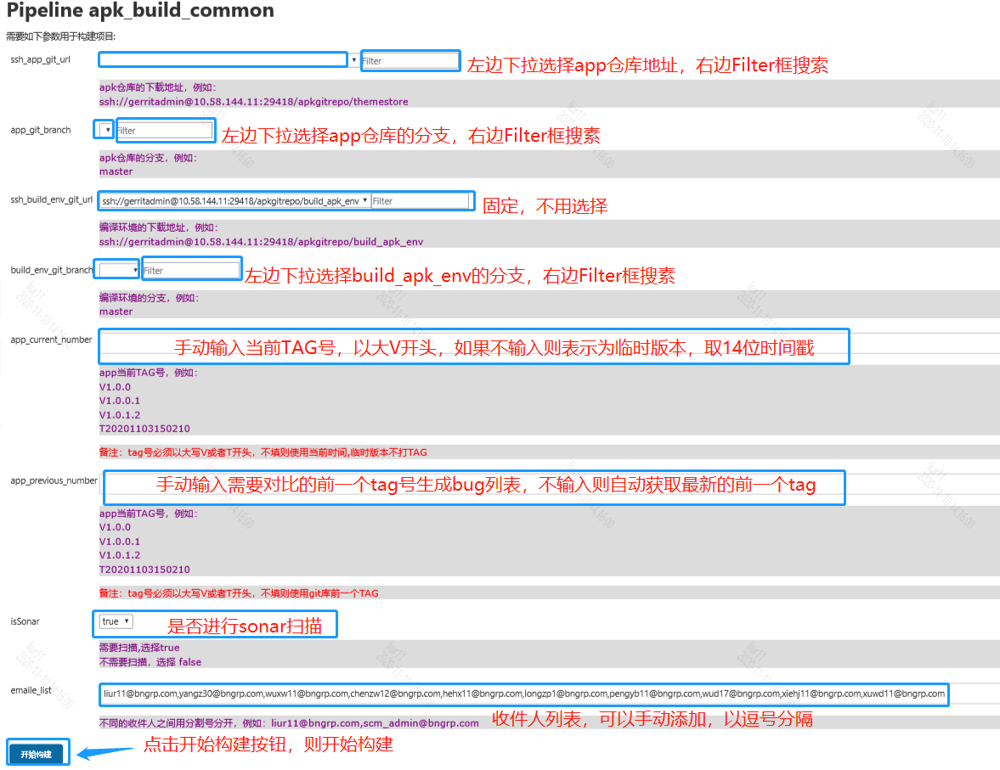 Pipeline apk_build_common
需要如下参数用于构建项目:
ssh_app_git_url
Filter
左边下拉选择app仓库地址，右边Filter框搜索
apk仓库的下载地址，例如：
ssh://gerritadmin@10.58.144.11:29418/apkgitrepo/themestore
app_git_branch
Filter
左边下拉选择app仓库的分支，右边Filter框搜素
apk仓库的分支，例如：
master
ssh_build_env_git_url
ssh://gerritadmin@10.58.144.11:29418/apkgitrepo/build_apk_env
Filter
固定，不用选择
编译环境的下载地址，例如：
ssh://gerritadmin@10.58.144.11:29418/apkgitrepo/build_apk_env
build_env_git_branch
Filter
左边下拉选择build_apk_env的分支，右边Filter框搜素
编译环境的分支，例如：
master
app_current_number
手动输入当前TAG号，以大V开头，如果不输入则表示为临时版本，取14位时间戳
app当前TAG号，例如：
V1.0.0
V1.0.0.1
V1.0.1.2
T20201103150210
备注：tag号必须以大写V或者T开头，不填则使用当前时间,临时版本不打TAG
app_previous_number
手动输入需要对比的前一个tag号生成bug列表，不输入则自动获取最新的前一个tag
app当前TAG号，例如：
V1.0.0
V1.0.0.1
V1.0.1.2
T20201103150210
备注：tag号必须以大写V或者T开头，不填则使用git库前一个TAG
isSonar
true
是否进行sonar扫描
需要扫描,选择true
不需要扫描，选择 false
emaile_list
liur11@bngrp.com,yangz30@bngrp.com,wuxw11@bngrp.com,chenzw12@bngrp.com,hehx11@bngrp.com,longzp1@bngrp.com,pengyb11@bngrp.com,wud17@bngrp.com,xiehj11@bngrp.com,xuwd11@bngrp.com
不同的收件人之间用分割号分开，例如：liur11@bngrp.com,scm_admin@bngrp.com
收件人列表，可以手动添加，以逗号分隔
开始构建
点击开始构建按钮，则开始构建
liur11
2020-11-10 14:16:00